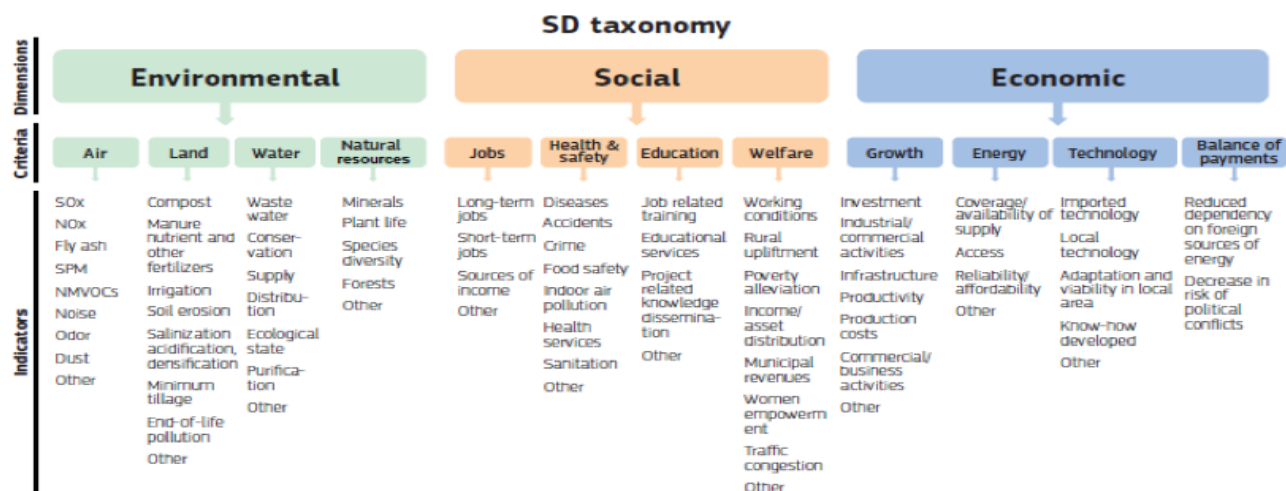 SD taxonomy
Dimensions
Environmental
Social
Economic
Criteria
Air
Land
Water
Natural
resources
Jobs
Health &
safety
Education
Welfare
Growth
Energy
Technology
Balance of
payments
Indicators
SOx
NOx
Fly ash
SPM
NMVOCs
Noise
Odor
Dust
Other
Compost
Manure
nutrient and
other
fertilizers
Irrigation
Soil erosion
Salinization
acidification,
densification
Minimum
tillage
End-of-life
pollution
Other
Waste
water
Conser-
vation
Supply
Distribu-
tion
Ecological
state
Purifica-
tion
Other
Minerals
Plant life
Species
diversity
Forests
Other
Long-term
jobs
Short-term
jobs
Sources of
income
Other
Diseases
Accidents
Crime
Food safety
Indoor air
pollution
Health
services
Sanitation
Other
Job related
training
Educational
services
Project
related
knowledge
dissemina-
tion
Other
Working
conditions
Rural
upliftment
Poverty
alleviation
Income/
asset
distribution
Municipal
revenues
Women
empowerm
ent
Traffic
congestion
Other
Investment
Industrial/
commercial
activities
Infrastructure
Productivity
Production
costs
Commercial/
business
activities
Other
Coverage/
availability of
supply
Access
Reliability/
affordability
Other
Imported
technology
Local
technology
Adaptation and
viability in local
area
Know-how
developed
Other
Reduced
dependency
on foreign
sources of
energy
Decrease in
risk of
political
conflicts